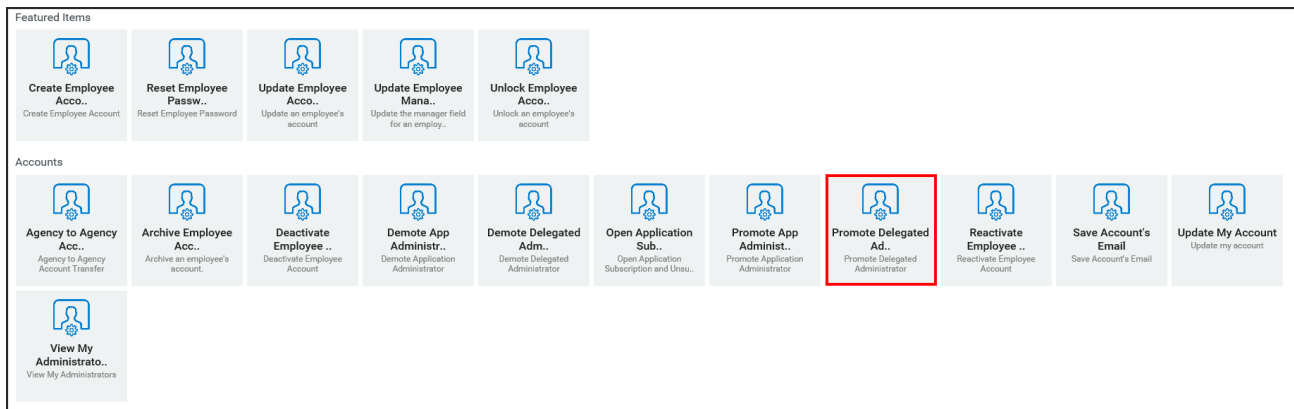 Featured Items
Create Employee
Acco..
Create Employee Account
Reset Employee
Passw..
Reset Employee Password
Update Employee
Acco..
Update an employee's
account
Update Employee
Mana..
Update the manager field
for an employ..
Unlock Employee
Acco..
Unlock an employee's
account
Accounts
Agency to Agency
Acc..
Agency to Agency
Account Transfer
Archive Employee
Acc..
Archive an employee's
account.
Deactivate
Employee ..
Deactivate Employee
Account
Demote App
Administr..
Demote Application
Administrator
Demote Delegated
Adm..
Demote Delegated
Administrator
Open Application
Sub..
Open Application
Subscription and Unsu..
Promote App
Administ..
Promote Application
Administrator
Promote Delegated
Ad..
Promote Delegated
Administrator
Reactivate
Employee ..
Reactivate Employee
Account
Save Account's
Email
Save Account's Email
Update My Account
Update my account
View My
Administrato..
View My Administrators